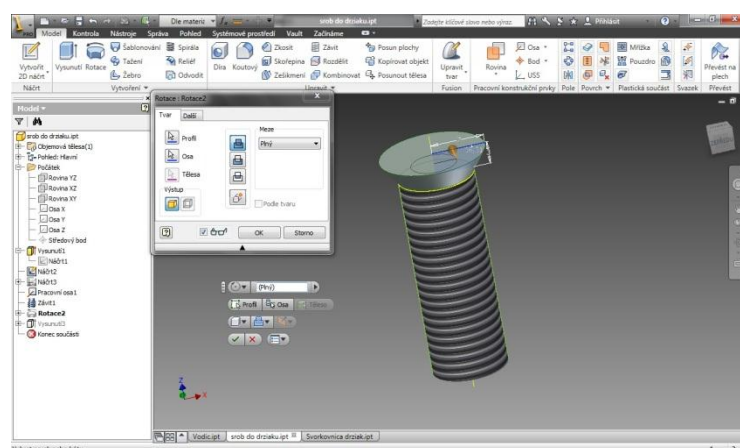 Dle materiá srob do drziaku.ipt Zadejte klíčové slovo nebo výraz Přihlásit
PRO Model Kontrola Nástroje Správa Pohled Systémové prostředí Vault Začínáme
Vytvořit 2D náčrt
Vysunutí Rotace
Šablonování Spirála
Tažení Reliéf
Žebro Odvodit
Díra Koutový
Zkosit Závit Posun plochy
Skořepina Rozdělit Kopírovat objekt
Zešikmení Kombinovat Posunout tělesa
Upravit tvar
Rovina
Osa
Bod
USS
Mřížka
Pouzdro
Převést na plech
Náčrt Vytvoření Upravit Fusion Pracovní konstrukční prvky Pole Povrch Plastická součást Svazek Převést
Model
srob do drziaku.ipt
Objemová tělesa(1)
Pohled: Hlavní
Počátek
Rovina YZ
Rovina XZ
Rovina XY
Osa X
Osa Y
Osa Z
Středový bod
Vysunutí1
Náčrt1
Náčrt2
Náčrt3
Pracovní osa1
Závit1
Rotace2
Vysunutí3
Konec součásti
Rotace : Rotace2
Tvar Další
Profil
Osa
Tělesa
Výstup
Meze
Plný
Podle tvaru
OK Storno
(Plný)
Profil Osa Tělesa
Z
X
Vodic.ipt srob do drziaku.ipt Svorkovnica drziak.ipt